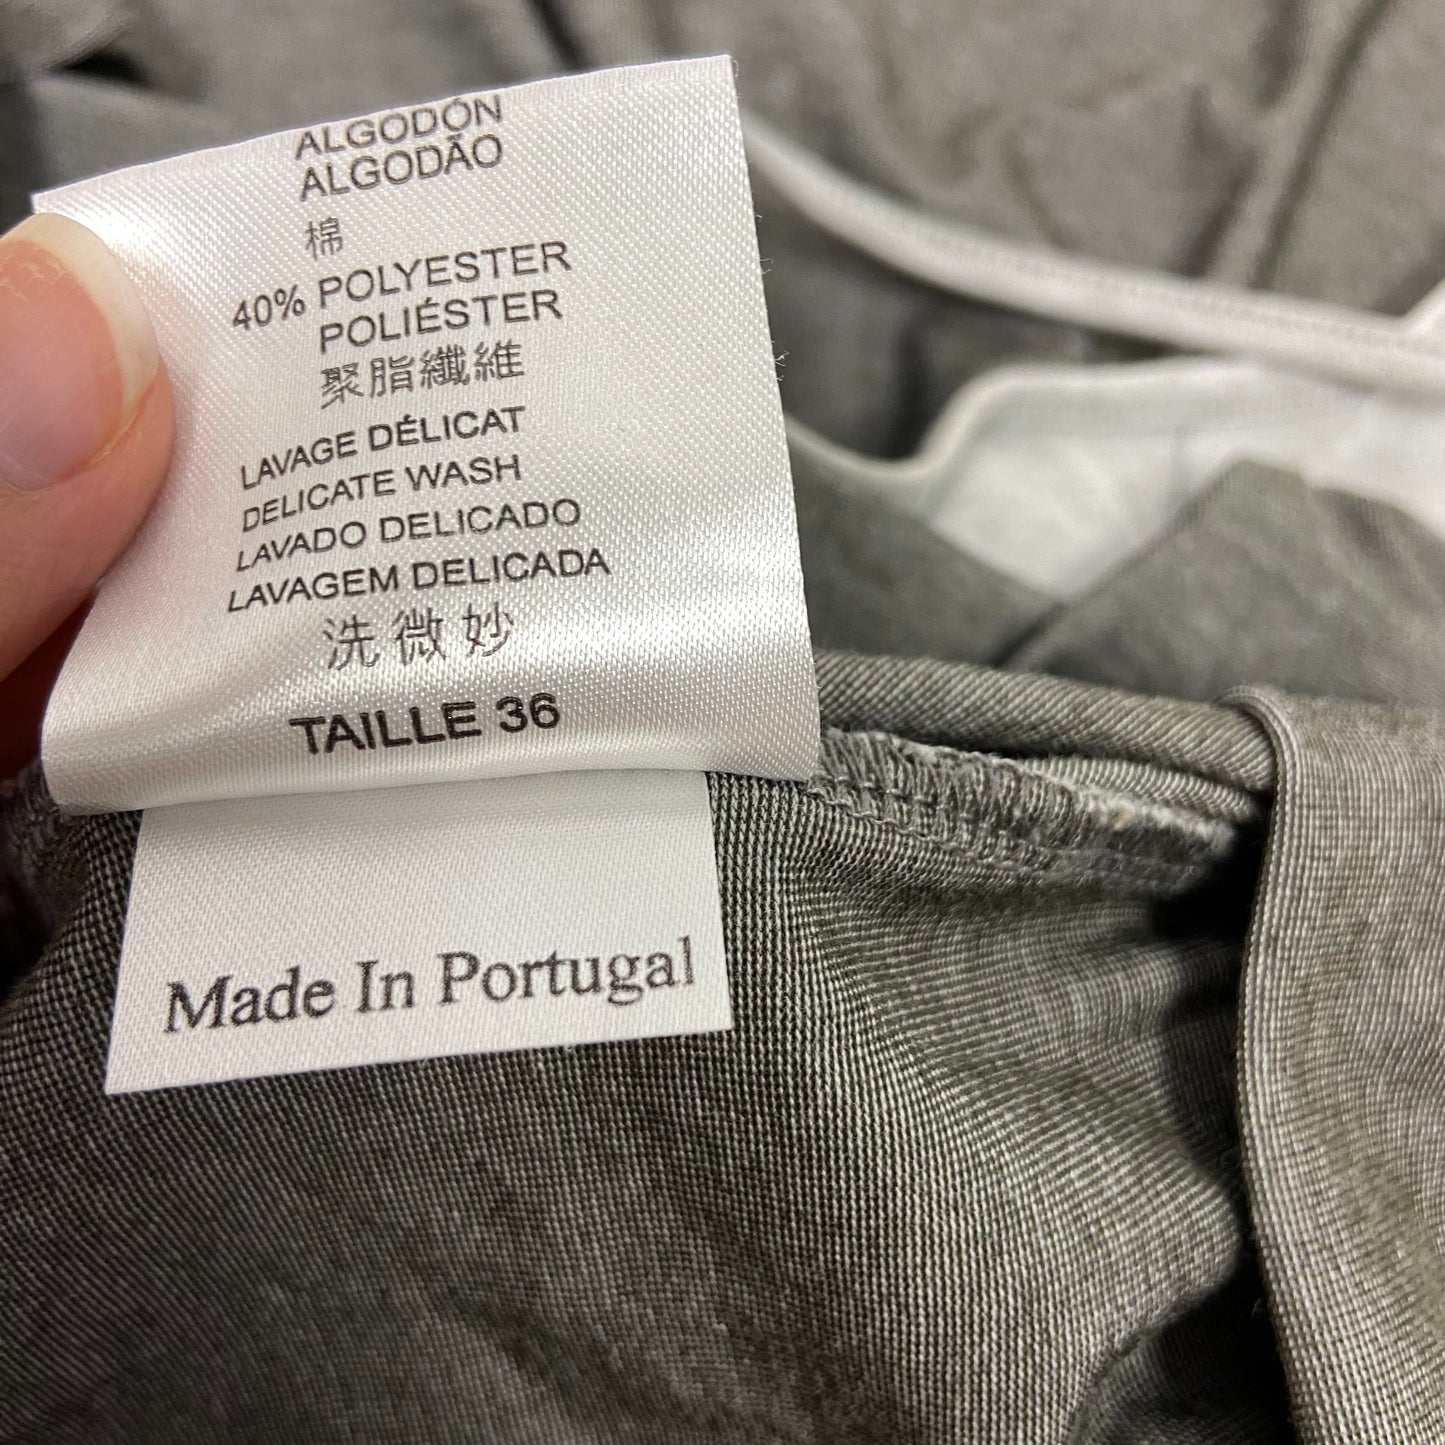 ALGODÓN
ALGODÃO
棉
40% POLYESTER
POLIÉSTER
聚脂纖維
LAVAGE DÉLICAT
DELICATE WASH
LAVADO DELICADO
LAVAGEM DELICADA
洗微妙
TAILLE 36
Made In Portugal